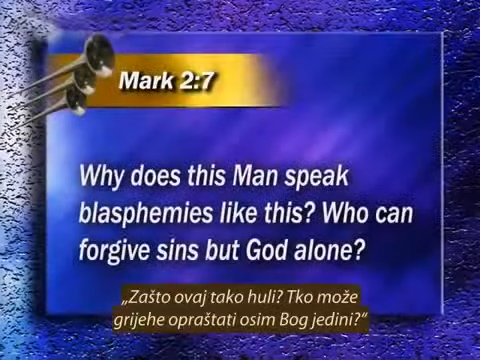 Mark 2:7
Why does this Man speak
blasphemies like this? Who can
forgive sins but God alone?
„Zašto ovaj tako huli? Tko može
grijehe opraštati osim Bog jedini?“